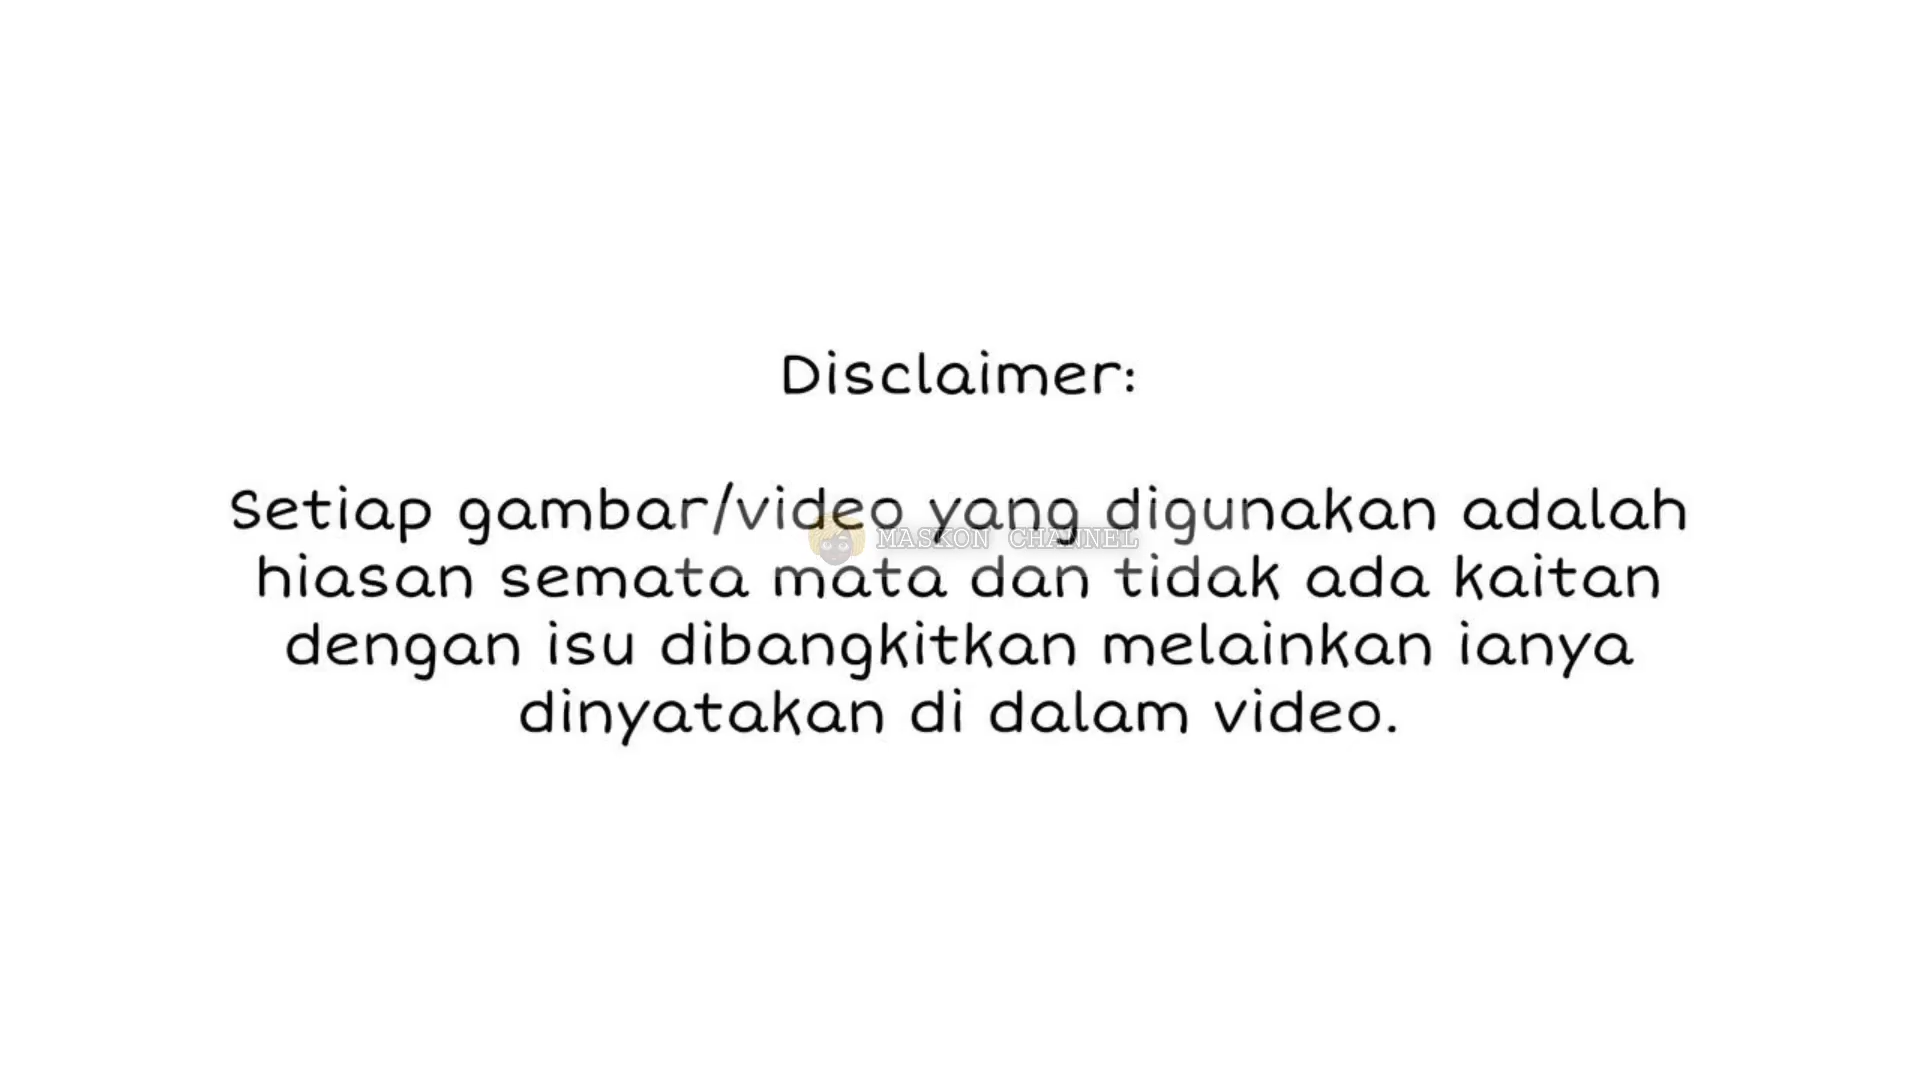 Disclaimer:
Setiap gambar/video yang digunakan adalah
MASKON CHANNEL
hiasan semata mata dan tidak ada kaitan
dengan isu dibangkitkan melainkan ianya
dinyatakan di dalam video.